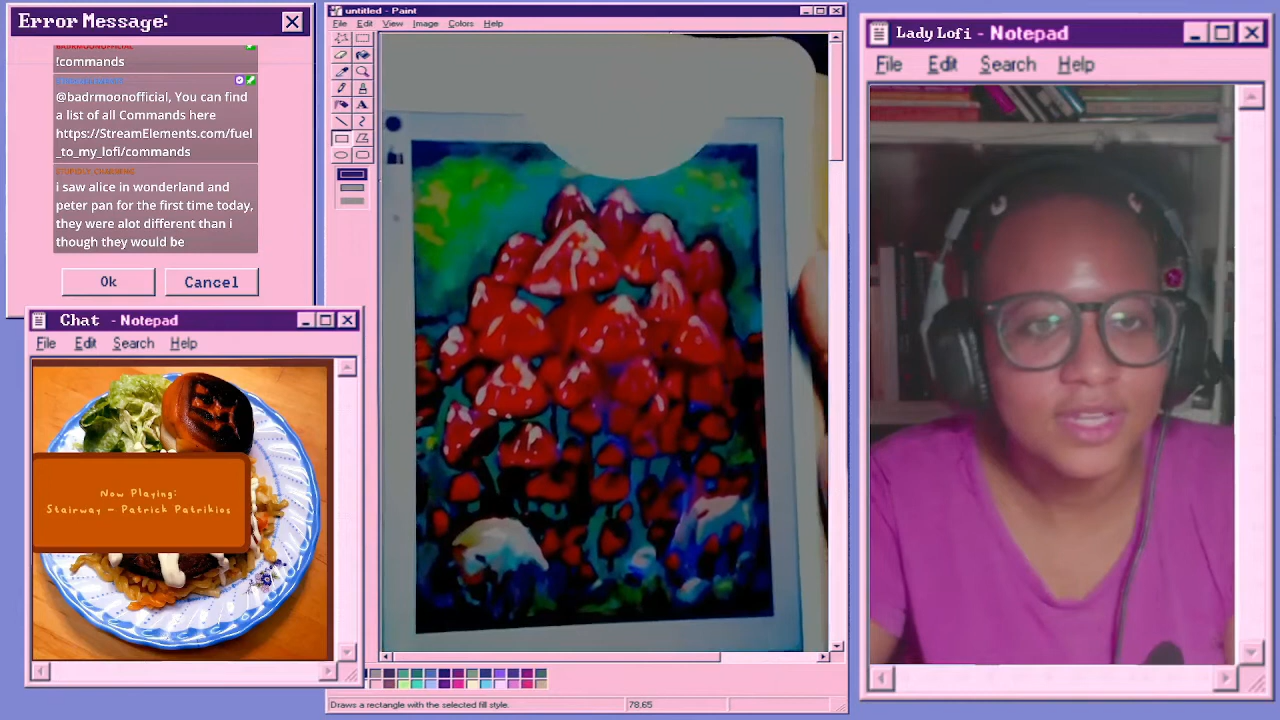 Error Message:
BADRMOONOFFICIAL
!commands
@badrmoonofficial, You can find
a list of all Commands here
https://StreamElements.com/fuel
_to_my_lofi/commands
i saw alice in wonderland and
peter pan for the first time today,
they were alot different than i
though they would be
Ok
Cancel
Chat - Notepad
File Edit Search Help
Now Playing:
Stairway – Patrick Patrikios
untitled - Paint
File Edit View Image Colors Help
A
Draws a rectangle with the selected fill style.
78,65
Lady Lofi - Notepad
File Edit Search Help